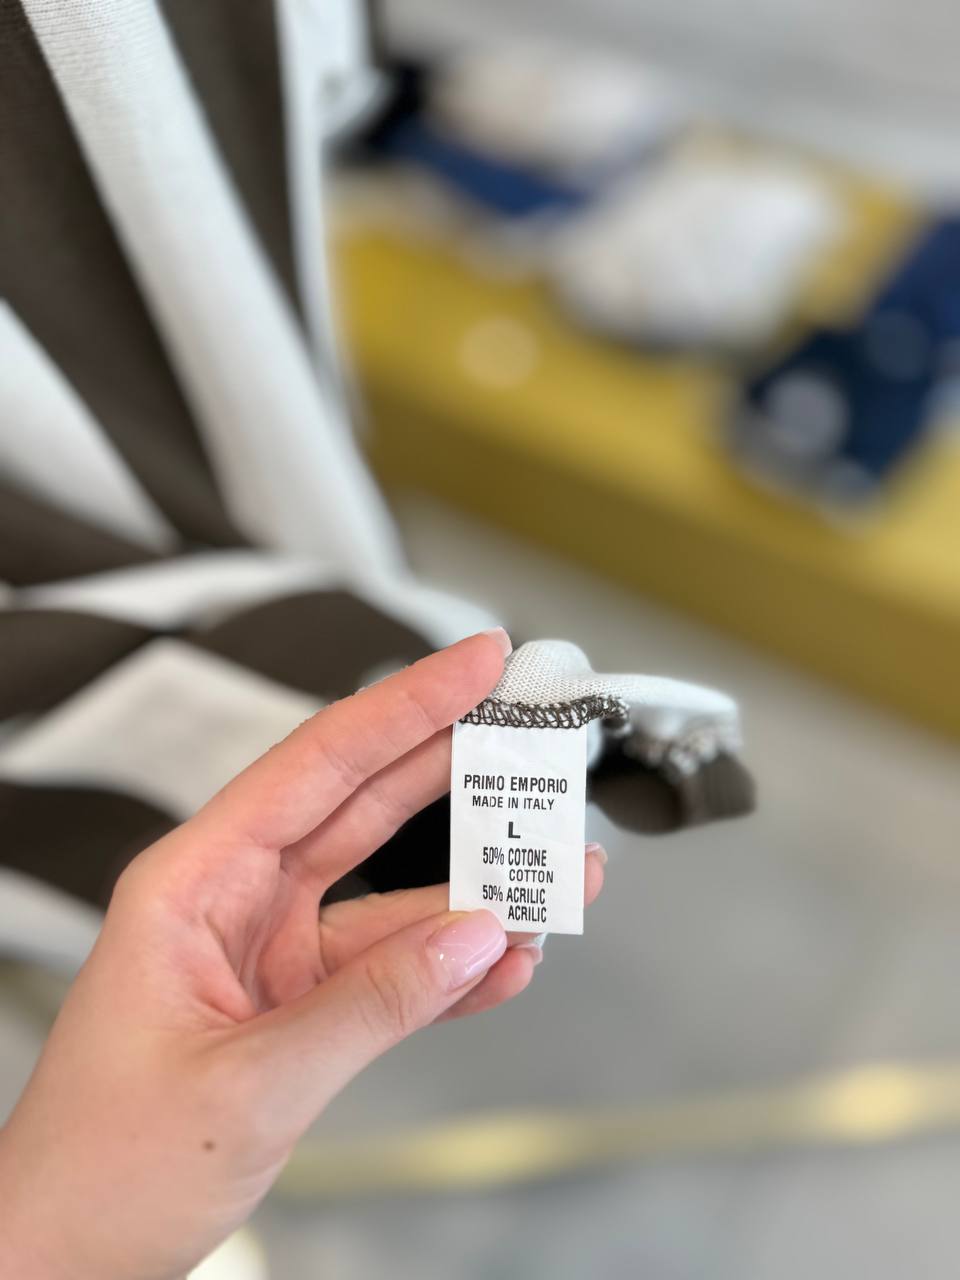 PRIMO EMPORIO
MADE IN ITALY
L
50% COTONE
COTTON
50% ACRILIC
ACRILIC